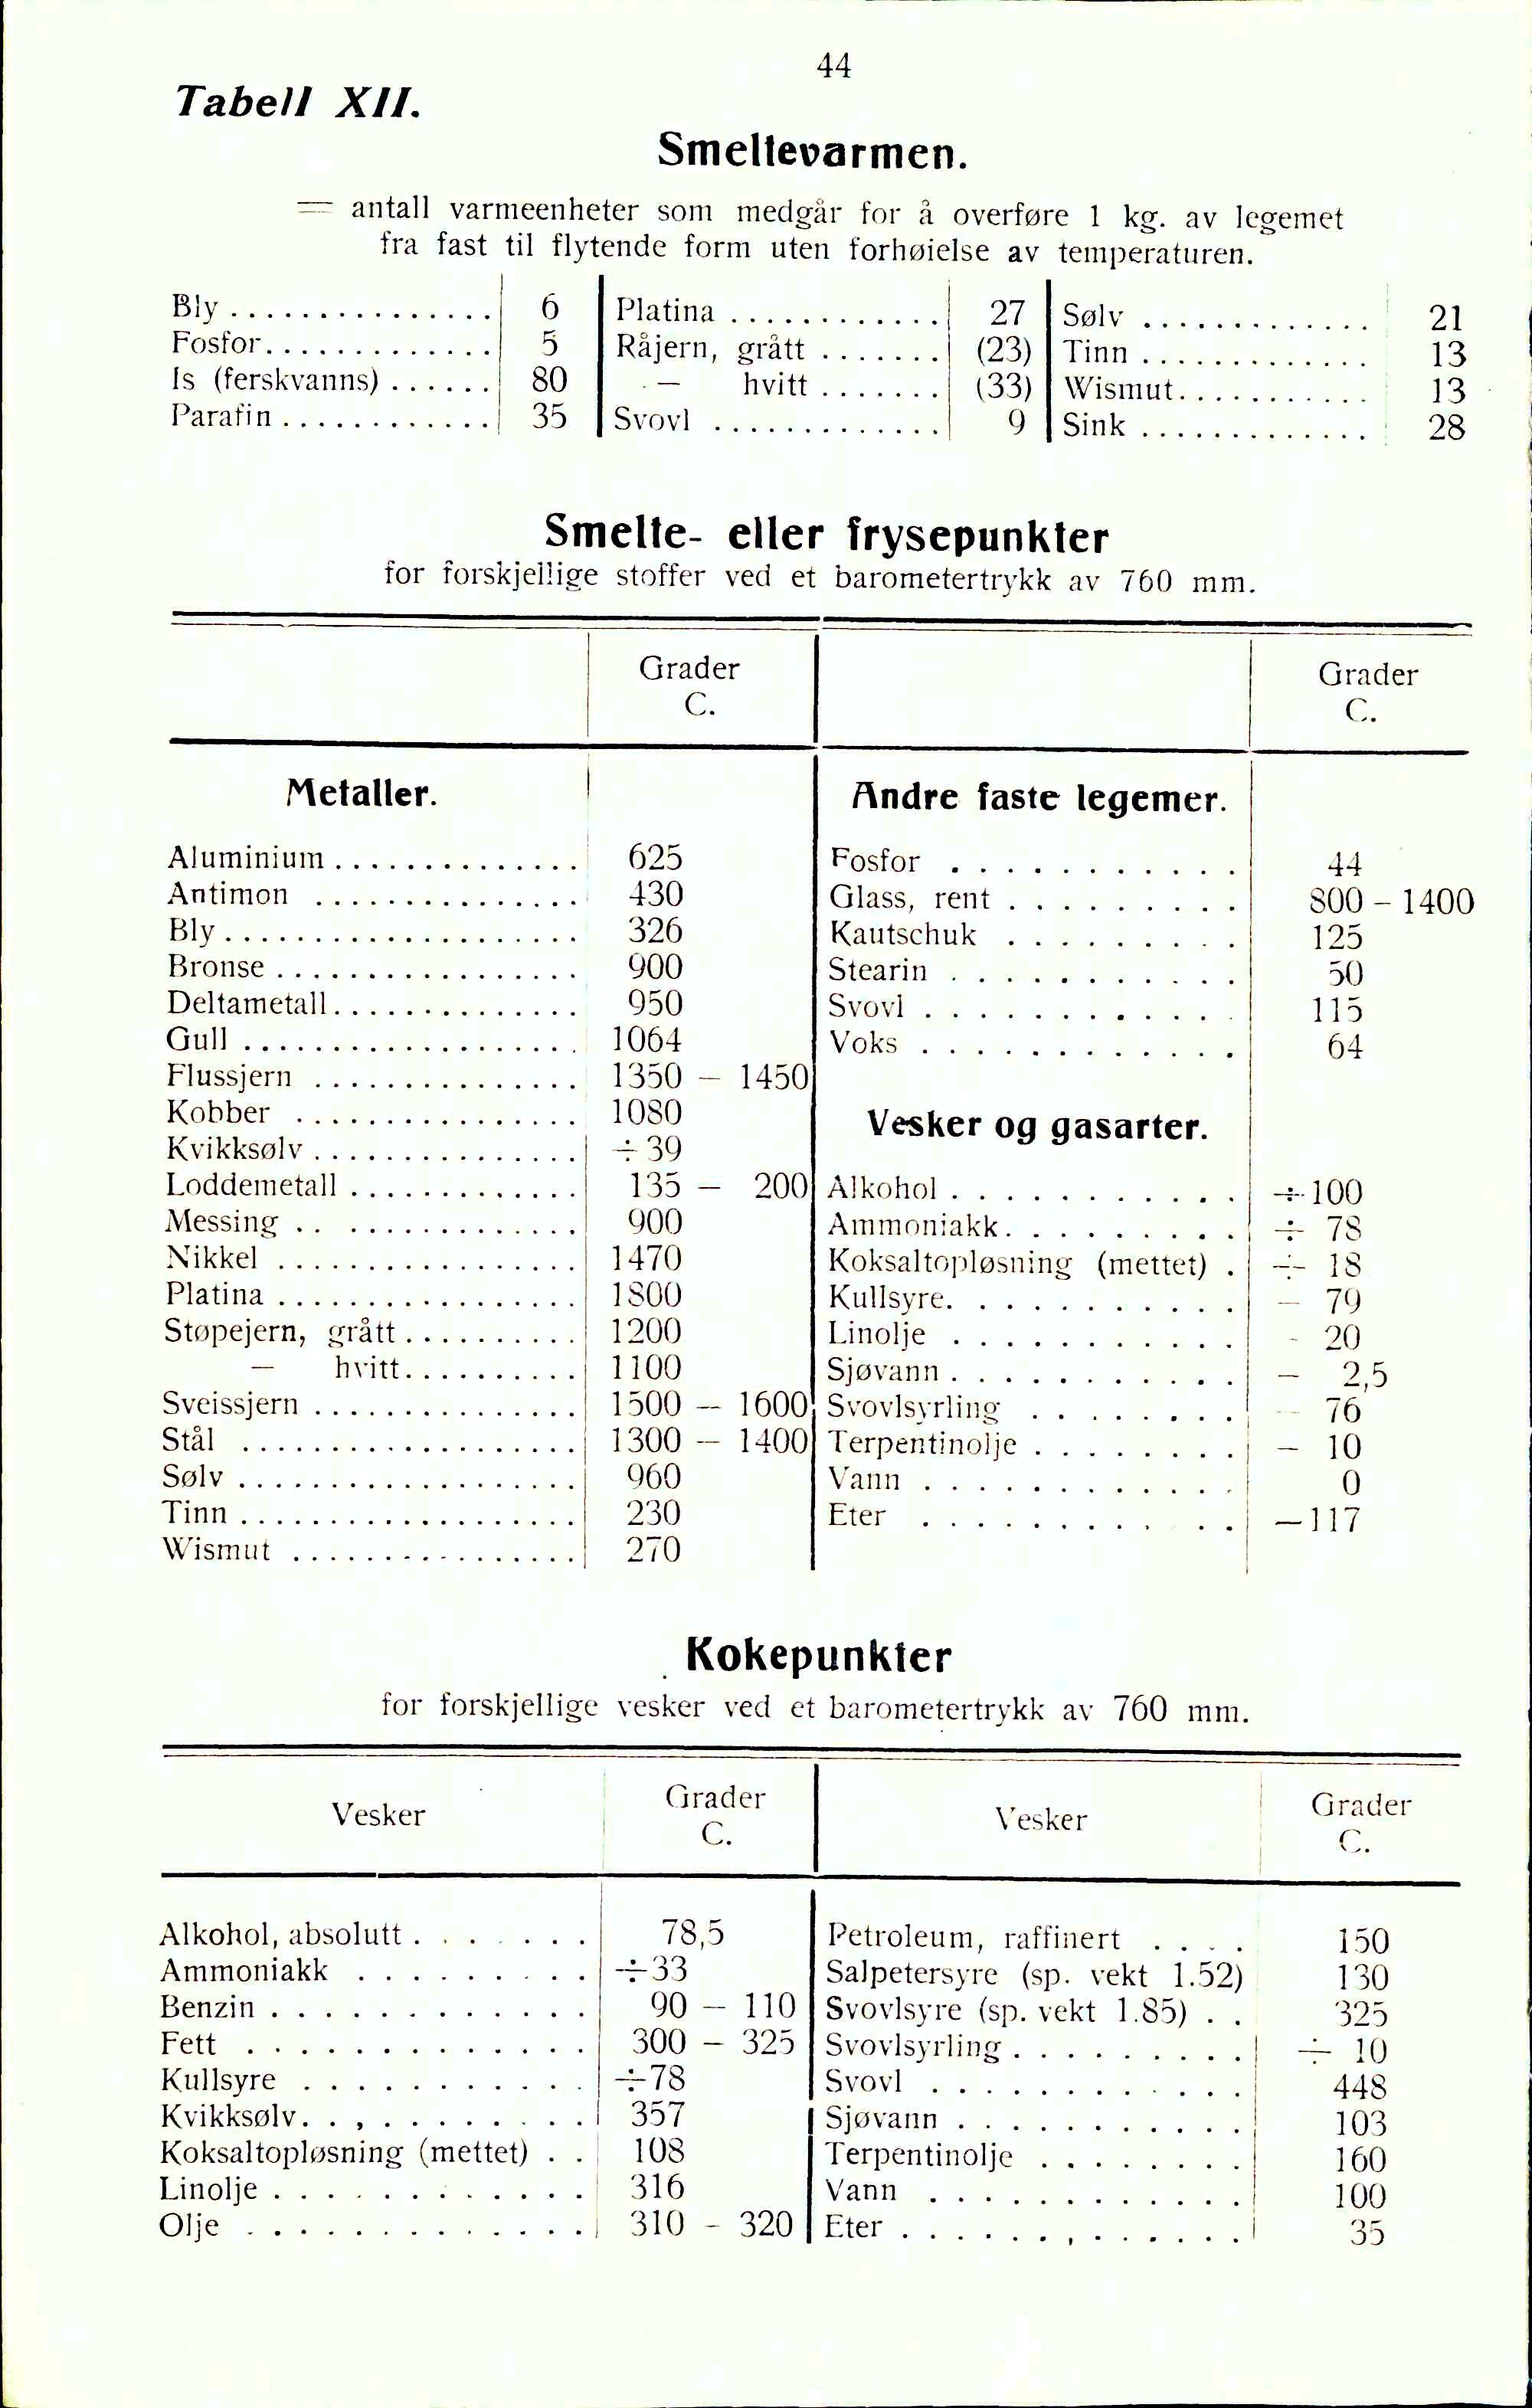 44
Tabell XII.
Smeltevarmen.
= antall varmeenheter som medgår for å overføre 1 kg. av legemet
fra fast til flytende form uten forhøielse av temperaturen.
Bly . . . . . . . . . . . . . . . 6 Platina . . . . . . . . . . . . 27 Sølv . . . . . . . . . . . . . 21
Fosfor. . . . . . . . . . . . . 5 Råjern, grått . . . . . . . (23) Tinn . . . . . . . . . . . . . 13
Is (ferskvanns) . . . . . . 80 — hvitt . . . . . . . (33) Wismut. . . . . . . . . . . 13
Parafin . . . . . . . . . . . . 35 Svovl . . . . . . . . . . . . . 9 Sink . . . . . . . . . . . . . 28
Smelte- eller frysepunkter
for forskjellige stoffer ved et barometertrykk av 760 mm.
Grader Grader
C. C.
Metaller. Andre faste legemer.
Aluminium . . . . . . . . . . . . . . 625 Fosfor . . . . . . . . . . . 44
Antimon . . . . . . . . . . . . . . . 430 Glass, rent . . . . . . . . . 800 – 1400
Bly . . . . . . . . . . . . . . . . . . . . 326 Kautschuk . . . . . . . . . 125
Bronse . . . . . . . . . . . . . . . . . 900 Stearin . . . . . . . . . . . 50
Deltametall. . . . . . . . . . . . . . 950 Svovl . . . . . . . . . . . . 115
Gull . . . . . . . . . . . . . . . . . . . 1064 Voks . . . . . . . . . . . . 64
Flussjern . . . . . . . . . . . . . . . 1350 – 1450
Kobber . . . . . . . . . . . . . . . . 1080 Vesker og gasarter.
Kvikksølv . . . . . . . . . . . . . . . ÷ 39
Loddemetall . . . . . . . . . . . . . 135 – 200 Alkohol . . . . . . . . . . . ÷ 100
Messing . . . . . . . . . . . . . . . 900 Ammoniakk. . . . . . . . . ÷ 78
Nikkel . . . . . . . . . . . . . . . . . 1470 Koksaltopløsning (mettet) . ÷ 18
Platina . . . . . . . . . . . . . . . . . 1800 Kullsyre. . . . . . . . . . . – 79
Støpejern, grått . . . . . . . . . . 1200 Linolje . . . . . . . . . . . - 20
— hvitt. . . . . . . . . . 1100 Sjøvann . . . . . . . . . . . – 2,5
Sveissjern . . . . . . . . . . . . . . . 1500 – 1600 Svovlsyrling . . . . . . . . – 76
Stål . . . . . . . . . . . . . . . . . . . 1300 – 1400 Terpentinolje . . . . . . . . – 10
Sølv . . . . . . . . . . . . . . . . . . . 960 Vann . . . . . . . . . . . . 0
Tinn . . . . . . . . . . . . . . . . . . . 230 Eter . . . . . . . . . . . —117
Wismut . . . . . . . . . . . . . . . . 270
Kokepunkter
for forskjellige vesker ved et barometertrykk av 760 mm.
Vesker Grader C. Vesker Grader C.
Alkohol, absolutt . . . . . . . 78,5 Petroleum, raffinert . . . . 150
Ammoniakk . . . . . . . . . ÷33 Salpetersyre (sp. vekt 1.52) 130
Benzin . . . . . . . . . . . . 90 – 110 Svovlsyre (sp. vekt 1.85) . . 325
Fett . . . . . . . . . . . . . 300 – 325 Svovlsyrling . . . . . . . . . ÷ 10
Kullsyre . . . . . . . . . . . ÷78 Svovl . . . . . . . . . . . . 448
Kvikksølv. . . . . . . . . . . 357 Sjøvann . . . . . . . . . . . 103
Koksaltopløsning (mettet) . . 108 Terpentinolje . . . . . . . . 160
Linolje . . . . . . . . . . . . 316 Vann . . . . . . . . . . . . 100
Olje . . . . . . . . . . . . . 310 - 320 Eter . . . . . . . . . . . . . 35